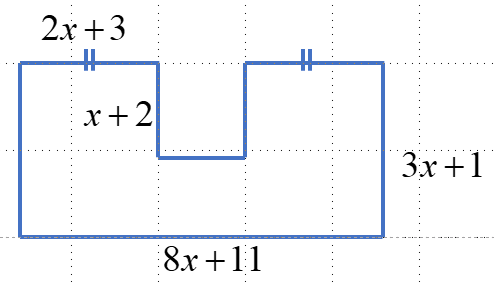 2x + 3
x + 2
3x + 1
8x + 11